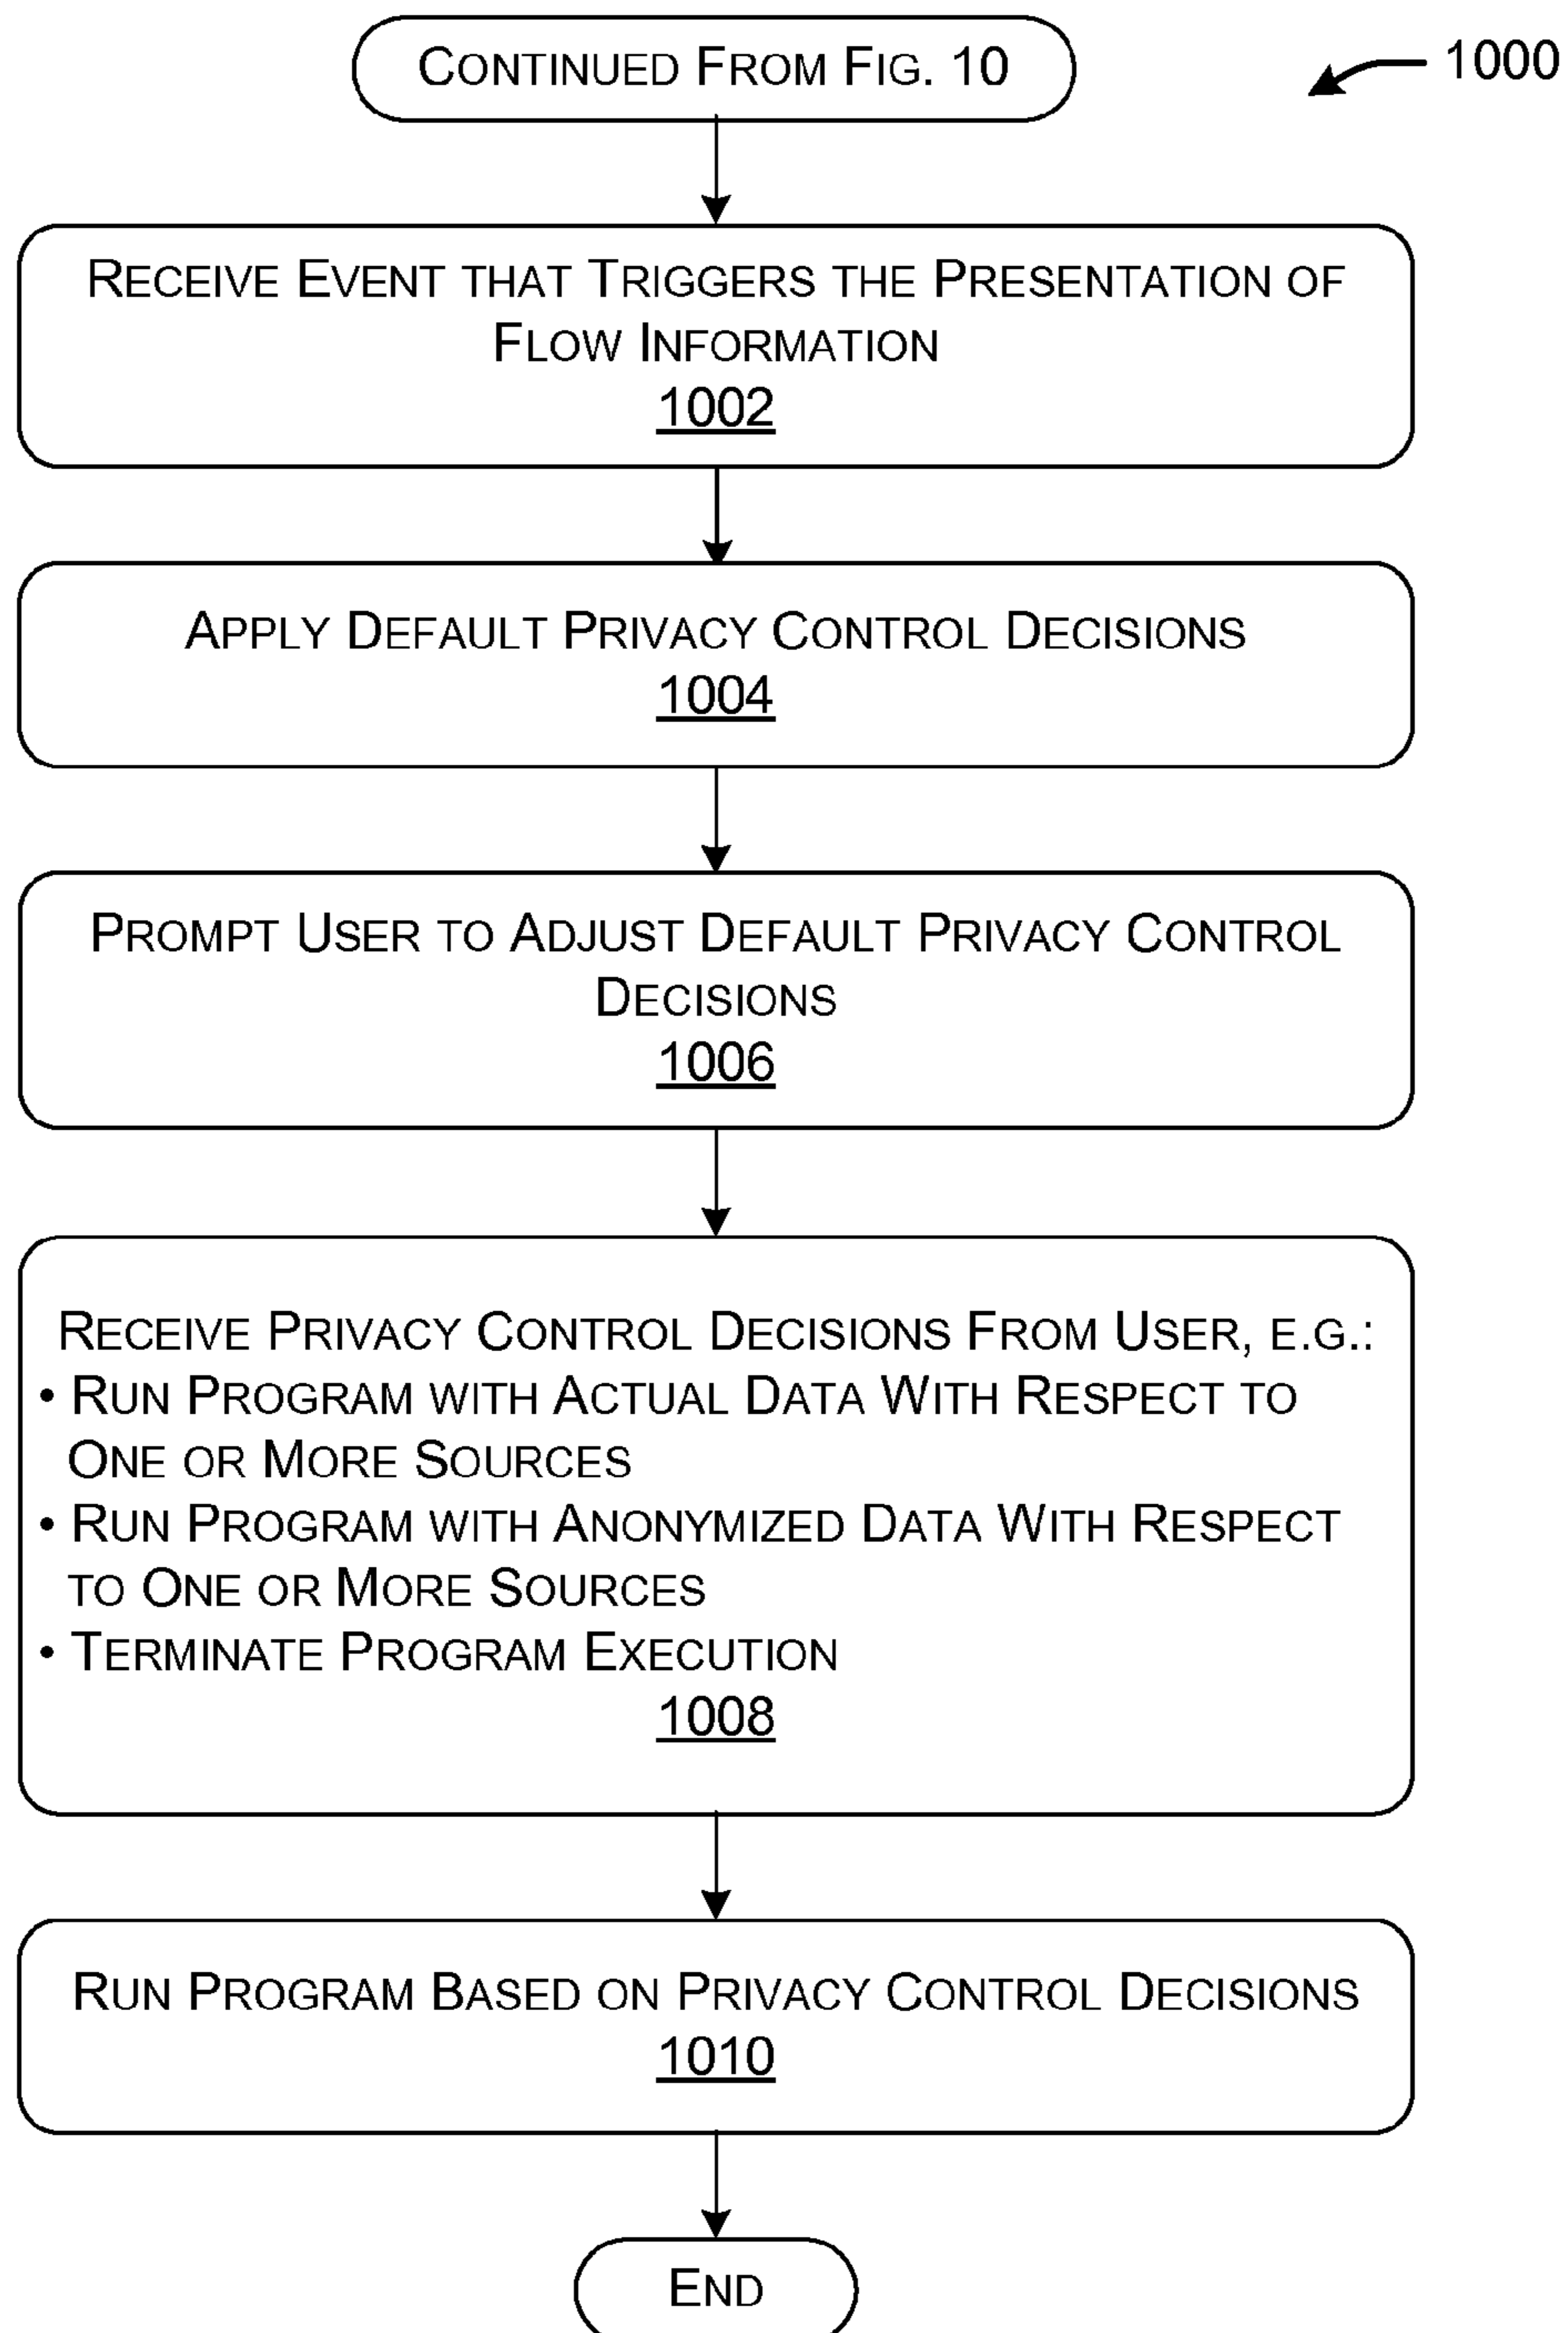 CONTINUED FROM FIG. 10
1000
RECEIVE EVENT THAT TRIGGERS THE PRESENTATION OF
FLOW INFORMATION
1002
APPLY DEFAULT PRIVACY CONTROL DECISIONS
1004
PROMPT USER TO ADJUST DEFAULT PRIVACY CONTROL
DECISIONS
1006
RECEIVE PRIVACY CONTROL DECISIONS FROM USER, E.G.:
• RUN PROGRAM WITH ACTUAL DATA WITH RESPECT TO
ONE OR MORE SOURCES
• RUN PROGRAM WITH ANONYMIZED DATA WITH RESPECT
TO ONE OR MORE SOURCES
• TERMINATE PROGRAM EXECUTION
1008
RUN PROGRAM BASED ON PRIVACY CONTROL DECISIONS
1010
END